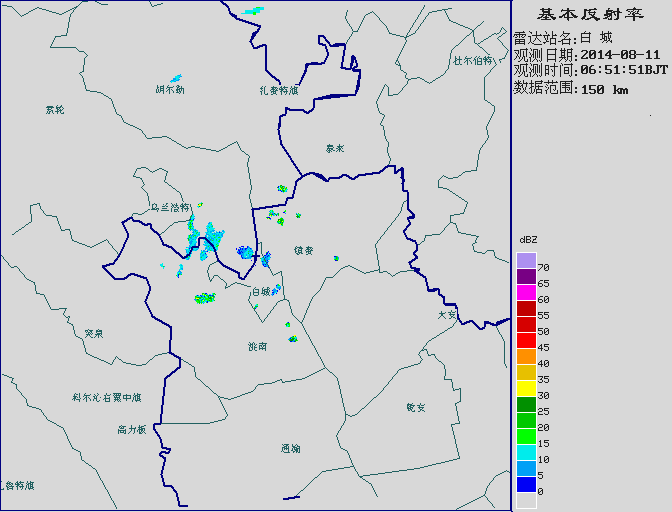 基本反射率
雷达站名:白 城
观测日期:2014-08-11
观测时间:06:51:51BJT
数据范围:150 km
杜尔伯特
胡尔勒
扎赉特旗
索伦
泰来
乌兰浩特
镇赉
白城
大安
突泉
洮南
科尔沁右翼中旗
高力板
乾安
通榆
扎鲁特旗
dBZ
70
65
60
55
50
45
40
35
30
25
20
15
10
5
0